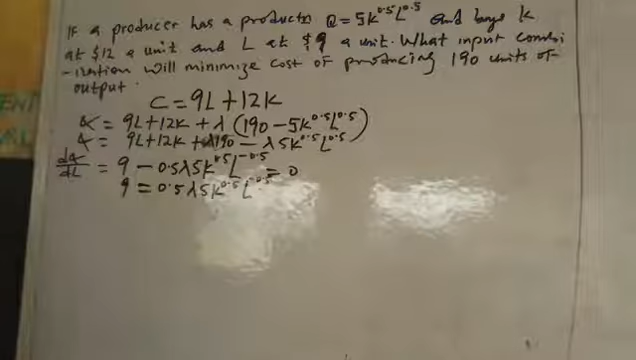 If a producer has a production Q = 5K^0.5 L^0.5 and buys K
at $12 a unit and L at $9 a unit. What input combi
-nation will minimize cost of producing 190 units of
output.
C = 9L + 12K
α = 9L + 12K + λ(190 − 5K^0.5 L^0.5)
α = 9L + 12K + λ190 − λ5K^0.5 L^0.5
dα/dL = 9 − 0.5λ5K^0.5 L^−0.5 = 0
9 = 0.5λ5K^0.5 L^−0.5